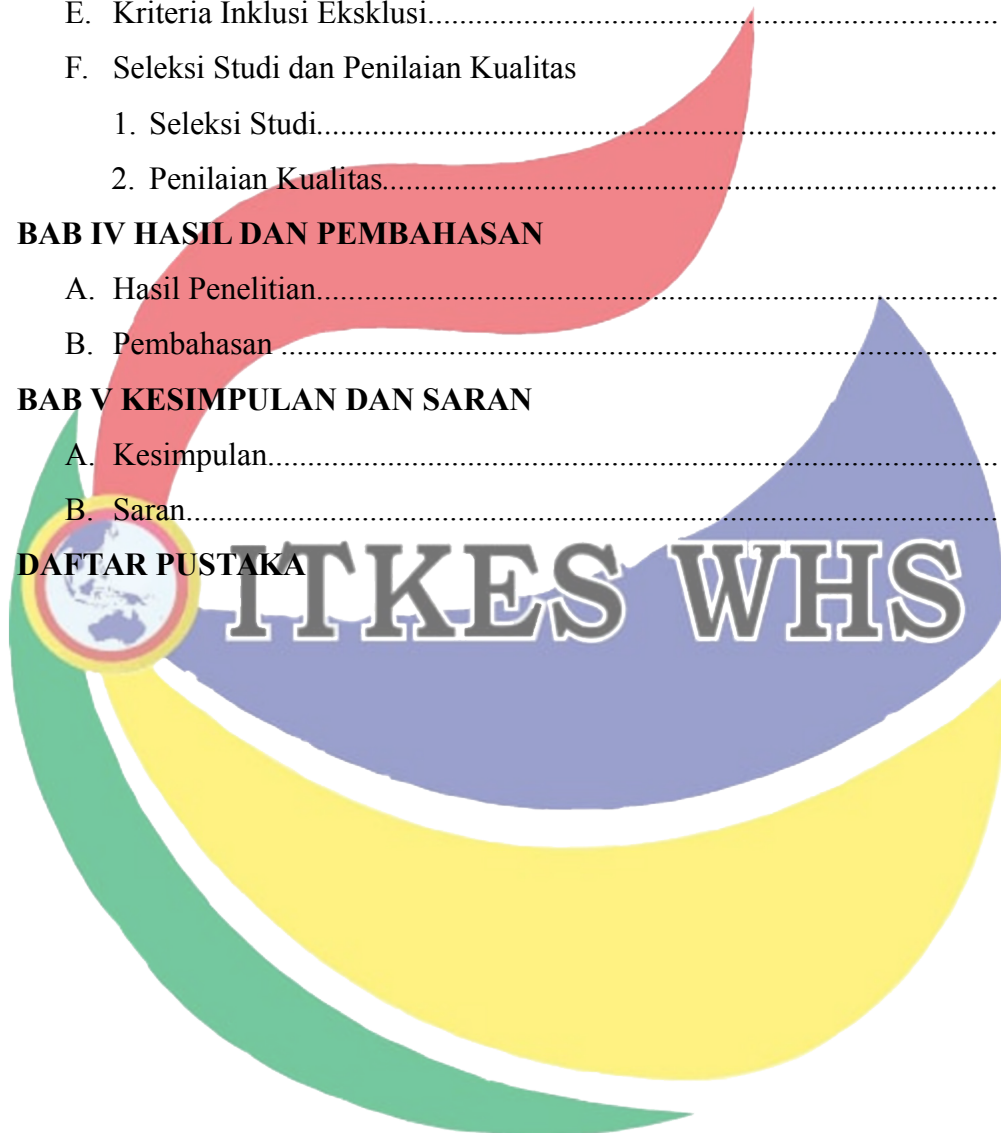 E. Kriteria Inklusi Eksklusi................................................................................
F. Seleksi Studi dan Penilaian Kualitas
1. Seleksi Studi..............................................................................................
2. Penilaian Kualitas.....................................................................................
BAB IV HASIL DAN PEMBAHASAN
A. Hasil Penelitian...............................................................................................
B. Pembahasan ....................................................................................................
BAB V KESIMPULAN DAN SARAN
A. Kesimpulan.....................................................................................................
B. Saran................................................................................................................
DAFTAR PUSTAKA
ITKES WHS